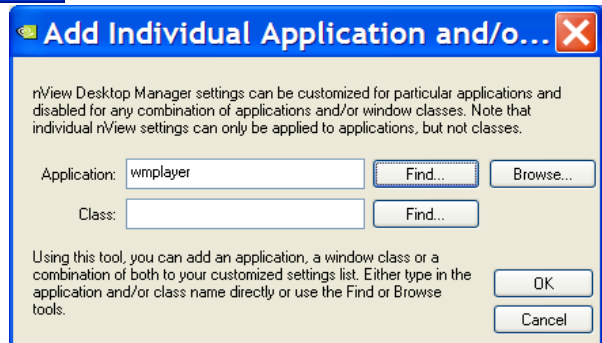 Add Individual Application and/o...
nView Desktop Manager settings can be customized for particular applications and
disabled for any combination of applications and/or window classes. Note that
individual nView settings can only be applied to applications, but not classes.
Application: wmplayer Find... Browse...
Class: Find...
Using this tool, you can add an application, a window class or a
combination of both to your customized settings list. Either type in the
application and/or class name directly or use the Find or Browse
tools.
OK
Cancel